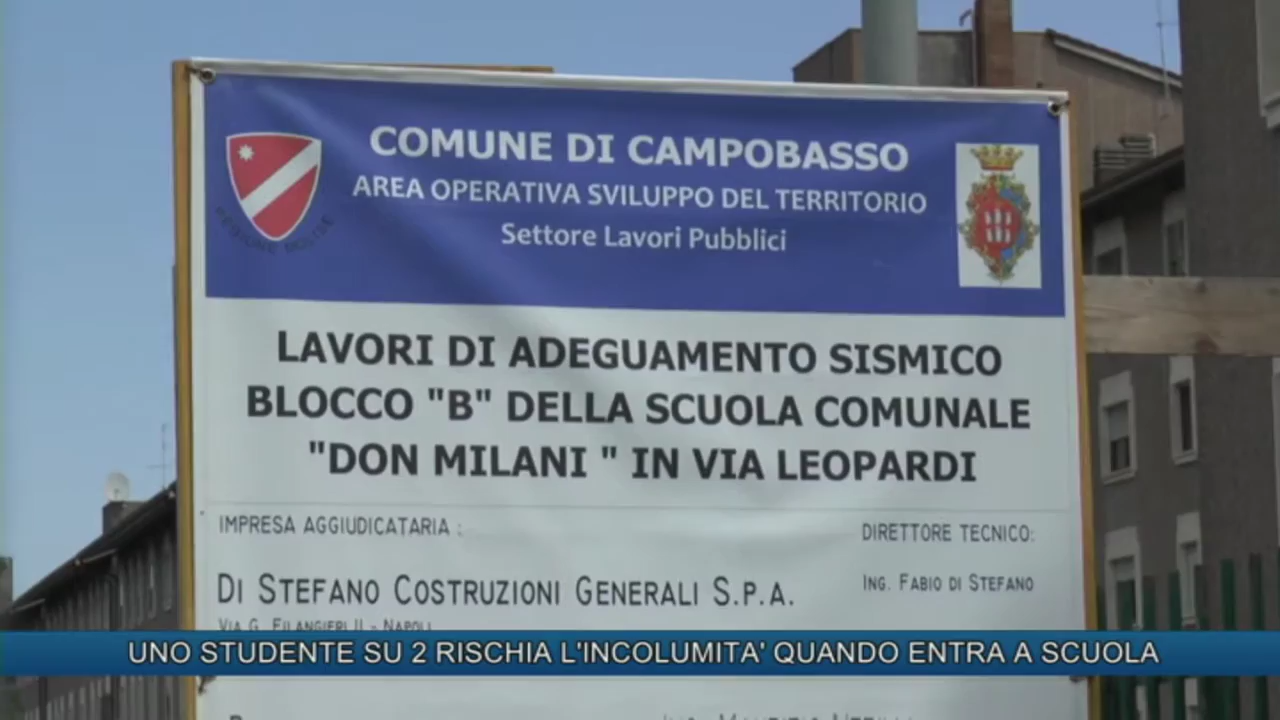 COMUNE DI CAMPOBASSO
AREA OPERATIVA SVILUPPO DEL TERRITORIO
Settore Lavori Pubblici
REGIONE MOLISE
LAVORI DI ADEGUAMENTO SISMICO
BLOCCO "B" DELLA SCUOLA COMUNALE
"DON MILANI " IN VIA LEOPARDI
IMPRESA AGGIUDICATARIA :
DIRETTORE TECNICO:
DI STEFANO COSTRUZIONI GENERALI S.P.A.
ING. FABIO DI STEFANO
VIA G. FILANGIERI 11 - NAPOLI
UNO STUDENTE SU 2 RISCHIA L'INCOLUMITA' QUANDO ENTRA A SCUOLA